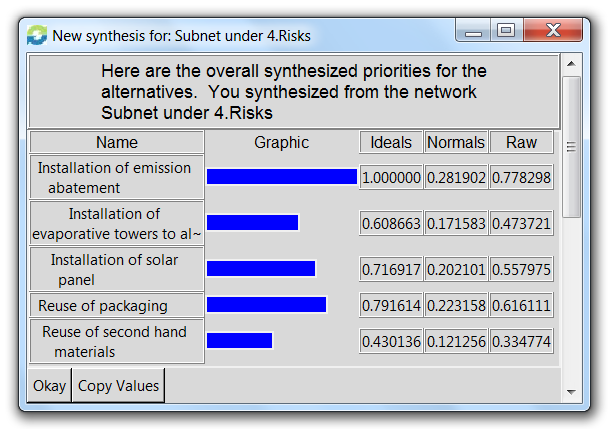 New synthesis for: Subnet under 4.Risks
Here are the overall synthesized priorities for the
alternatives. You synthesized from the network
Subnet under 4.Risks
Name Graphic Ideals Normals Raw
Installation of emission
abatement 1.000000 0.281902 0.778298
Installation of
evaporative towers to al~ 0.608663 0.171583 0.473721
Installation of solar
panel 0.716917 0.202101 0.557975
Reuse of packaging 0.791614 0.223158 0.616111
Reuse of second hand
materials 0.430136 0.121256 0.334774
Okay Copy Values